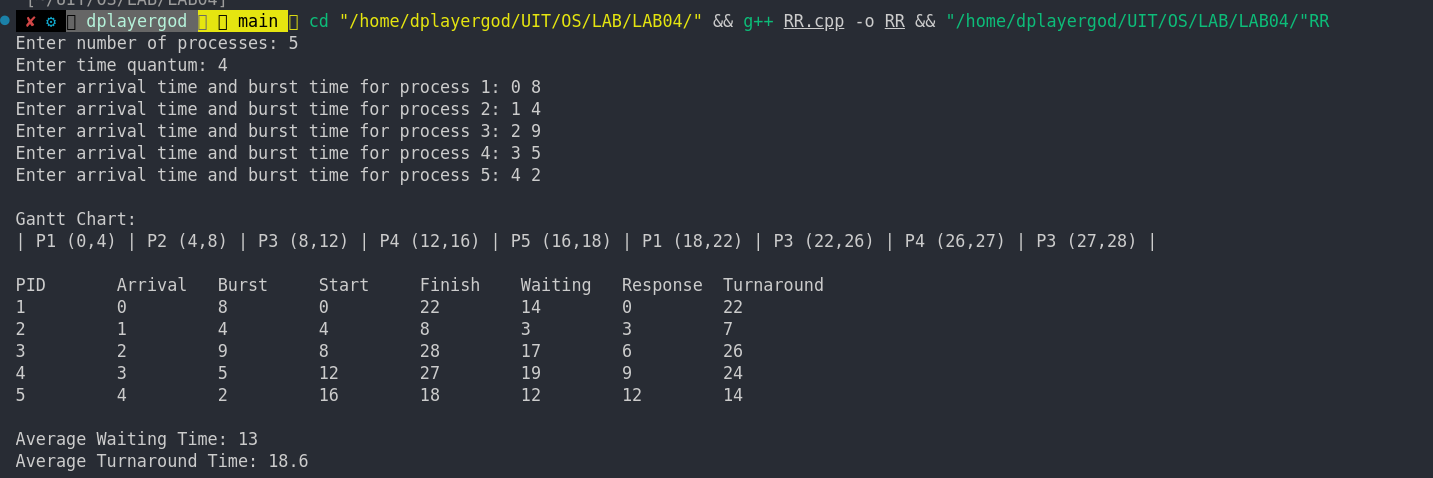 [~/UIT/OS/LAB/LAB04]
✘ ⚙ dplayergod main cd "/home/dplayergod/UIT/OS/LAB/LAB04/" && g++ RR.cpp -o RR && "/home/dplayergod/UIT/OS/LAB/LAB04/"RR
Enter number of processes: 5
Enter time quantum: 4
Enter arrival time and burst time for process 1: 0 8
Enter arrival time and burst time for process 2: 1 4
Enter arrival time and burst time for process 3: 2 9
Enter arrival time and burst time for process 4: 3 5
Enter arrival time and burst time for process 5: 4 2
Gantt Chart:
| P1 (0,4) | P2 (4,8) | P3 (8,12) | P4 (12,16) | P5 (16,18) | P1 (18,22) | P3 (22,26) | P4 (26,27) | P3 (27,28) |
PID Arrival Burst Start Finish Waiting Response Turnaround
1 0 8 0 22 14 0 22
2 1 4 4 8 3 3 7
3 2 9 8 28 17 6 26
4 3 5 12 27 19 9 24
5 4 2 16 18 12 12 14
Average Waiting Time: 13
Average Turnaround Time: 18.6